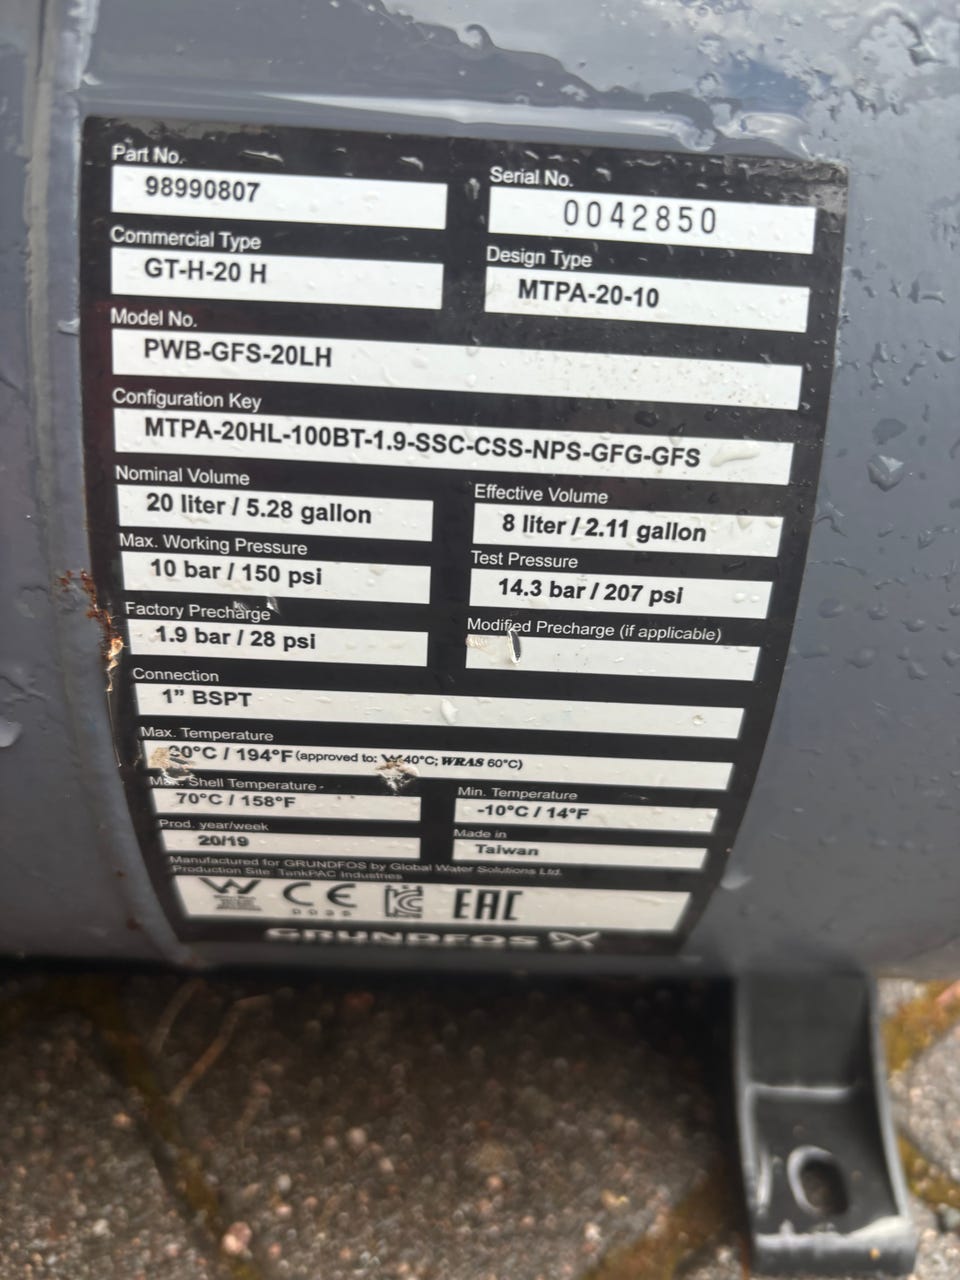 Part No.
Serial No.
98990807
0042850
Commercial Type
Design Type
GT-H-20 H
MTPA-20-10
Model No.
PWB-GFS-20LH
Configuration Key
MTPA-20HL-100BT-1.9-SSC-CSS-NPS-GFG-GFS
Nominal Volume
Effective Volume
20 liter / 5.28 gallon
8 liter / 2.11 gallon
Max. Working Pressure
Test Pressure
10 bar / 150 psi
14.3 bar / 207 psi
Factory Precharge
Modified Precharge (if applicable)
1.9 bar / 28 psi
Connection
1” BSPT
Max. Temperature
90°C / 194°F (approved to: 40°C; WRAS 60°C)
Max. Shell Temperature
Min. Temperature
70°C / 158°F
-10°C / 14°F
Prod. year/week
Made in
20/19
Taiwan
Manufactured for GRUNDFOS by Global Water Solutions Ltd.
Production Site: TankPAC Industries
CE
EAC
GRUNDFOS